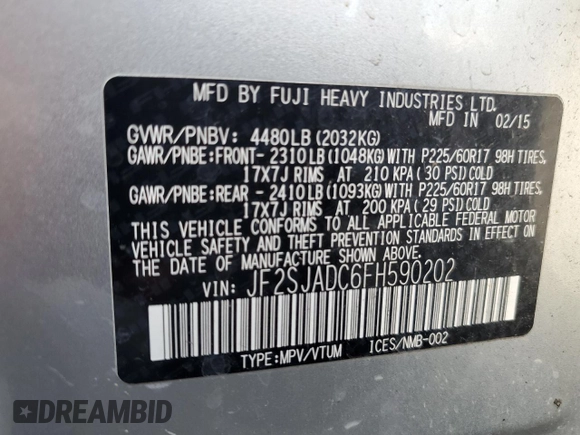 MFD BY FUJI HEAVY INDUSTRIES LTD.
MFD IN 02/15
GVWR/PNBV: 4480LB(2032KG)
GAWR/PNBE:FRONT-2310LB(1048KG)WITH P225/60R17 98H TIRES,
17X7J RIMS AT 210 KPA(30 PSI)COLD
GAWR/PNBE:REAR -2410LB(1093KG)WITH P225/60R17 98H TIRES,
17X7J RIMS AT 200 KPA(29 PSI)COLD
THIS VEHICLE CONFORMS TO ALL APPLICABLE FEDERAL MOTOR
VEHICLE SAFETY AND THEFT PREVENTION STANDARDS IN
EFFECT ON THE DATE OF MANUFACTURE SHOWN ABOVE.
VIN: JF2SJADC6FH590202
TYPE:MPV/VTUM ICES/NMB-002
DREAMBID